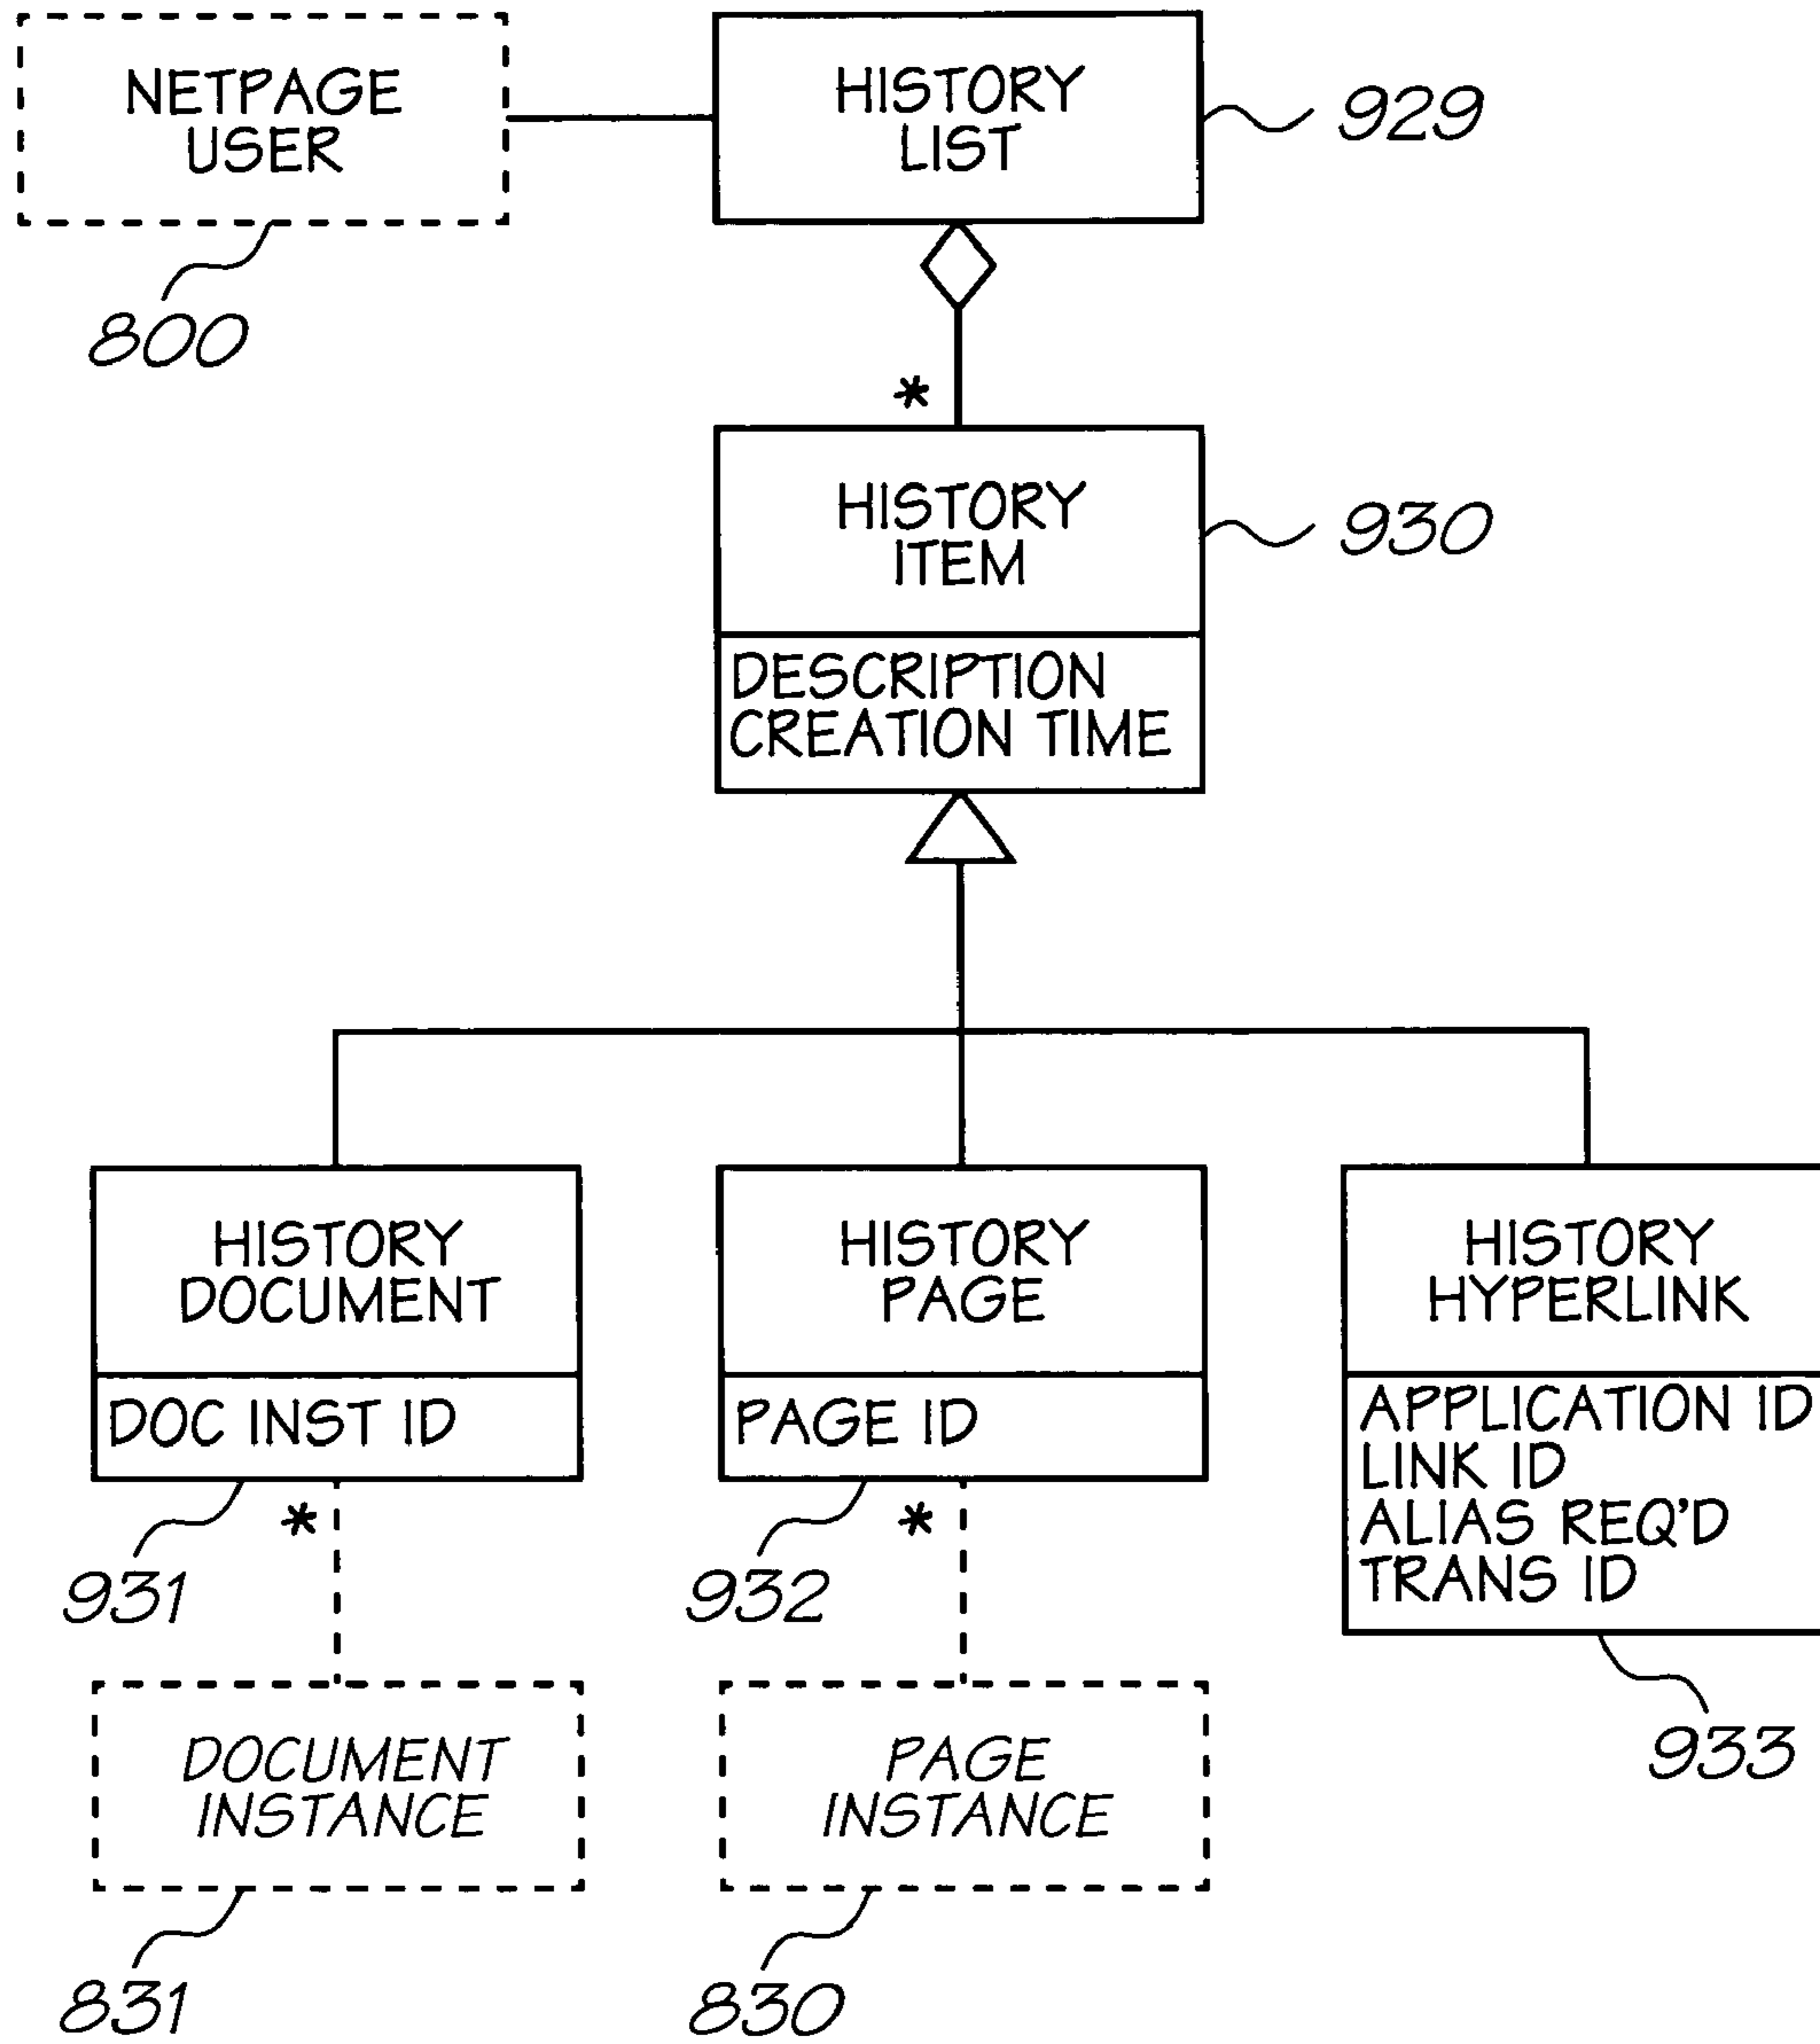 NETPAGE
USER
800
HISTORY
LIST
929
*
HISTORY
ITEM
930
DESCRIPTION
CREATION TIME
HISTORY
DOCUMENT
DOC INST ID
931
*
HISTORY
PAGE
PAGE ID
932
*
HISTORY
HYPERLINK
APPLICATION ID
LINK ID
ALIAS REQ'D
TRANS ID
933
DOCUMENT
INSTANCE
831
PAGE
INSTANCE
830